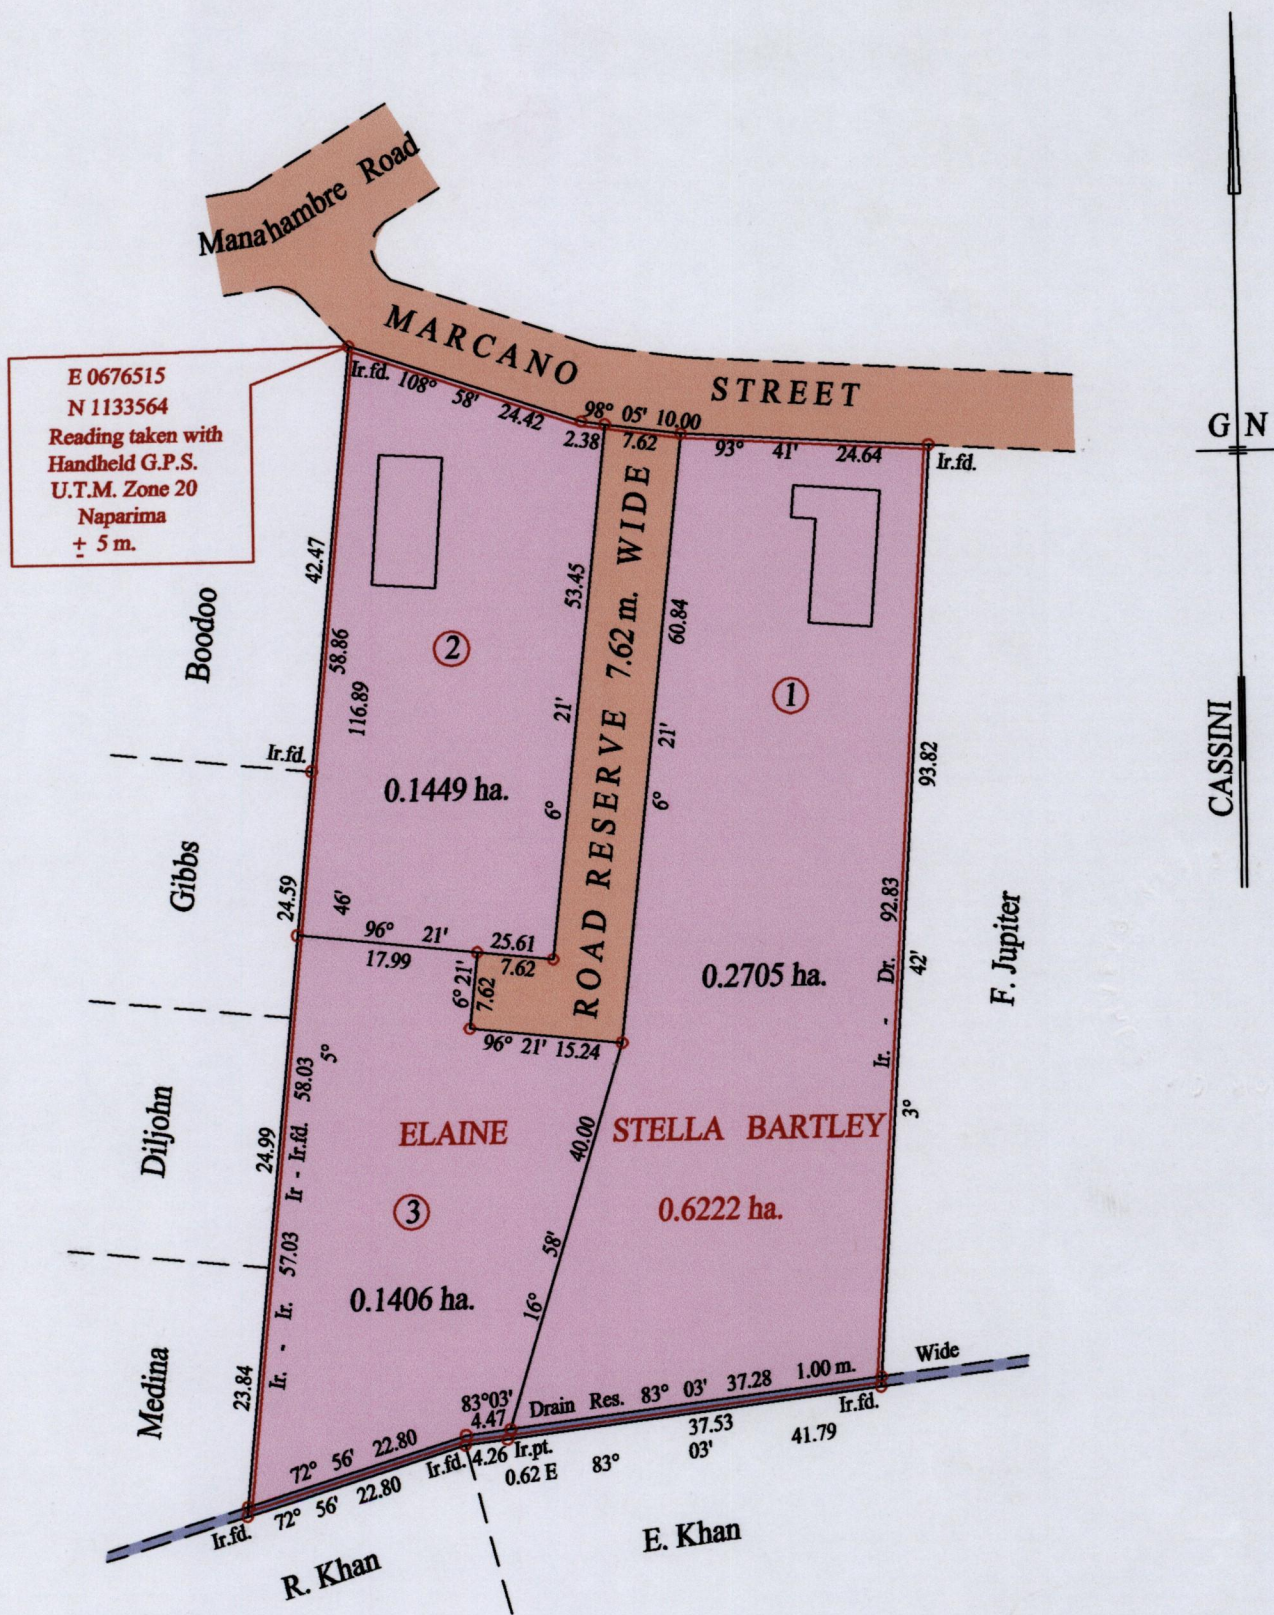 Manahambre Road
MARCANO STREET
E 0676515
N 1133564
Reading taken with
Handheld G.P.S.
U.T.M. Zone 20
Naparima
± 5 m.
Ir.fd. 108° 58' 24.42
2.38
98° 05' 10.00
7.62
93° 41' 24.64
Ir.fd.
G N
CASSINI
Boodoo
42.47
58.86
116.89
Ir.fd.
2
0.1449 ha.
53.45
21'
6°
ROAD RESERVE 7.62 m. WIDE
60.84
21'
6°
1
0.2705 ha.
93.82
92.83
42'
Ir. - Dr.
3°
F. Jupiter
Gibbs
24.59
46'
96° 21' 25.61
17.99
7.62
6° 21'
7.62
96° 21' 15.24
Diljohn
24.99
58.03
5°
Ir - Ir.fd.
57.03
Ir. - Ir.
ELAINE STELLA BARTLEY
0.6222 ha.
3
0.1406 ha.
40.00
58'
16°
Medina
23.84
72° 56' 22.80
Ir.fd. 72° 56' 22.80
83°03'
4.47
Drain Res. 83° 03' 37.28 1.00 m. Wide
Ir.fd. 4.26 Ir.pt.
0.62 E
37.53
83° 03' 41.79
Ir.fd.
R. Khan
E. Khan